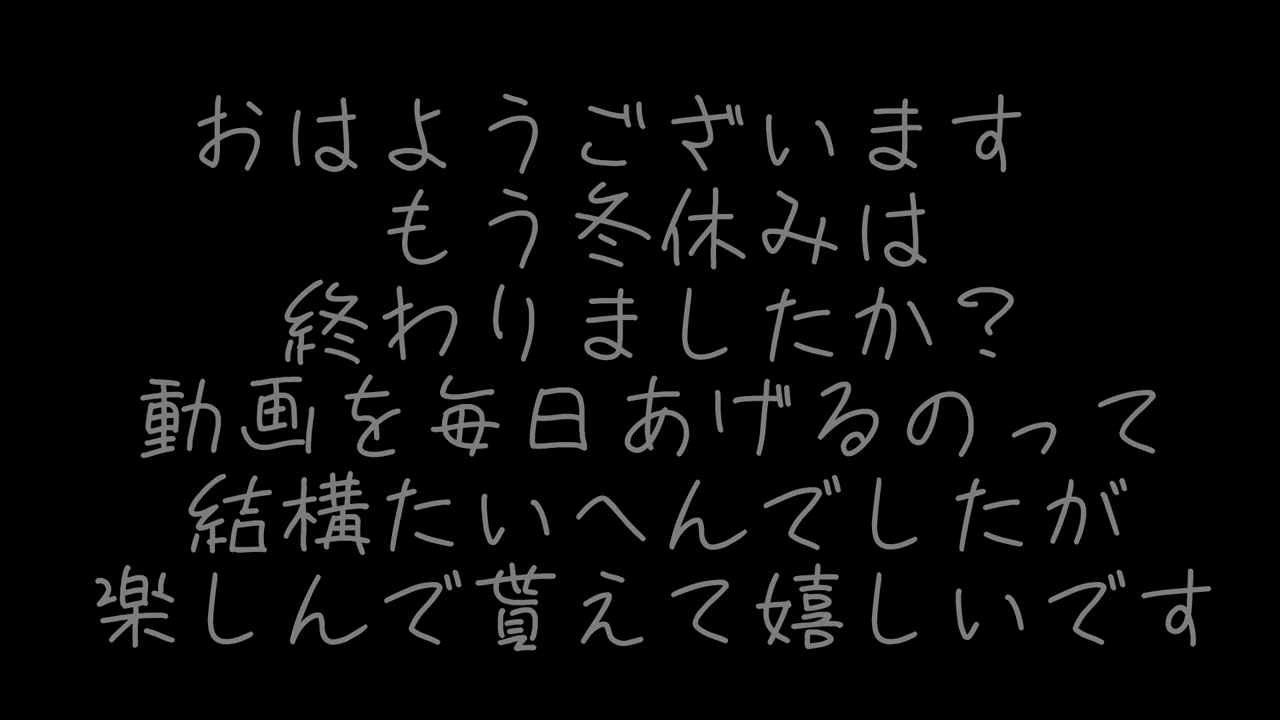 おはようございます
もう冬休みは
終わりましたか?
動画を毎日あげるのって
結構たいへんでしたが
楽しんで貰えて嬉しいです